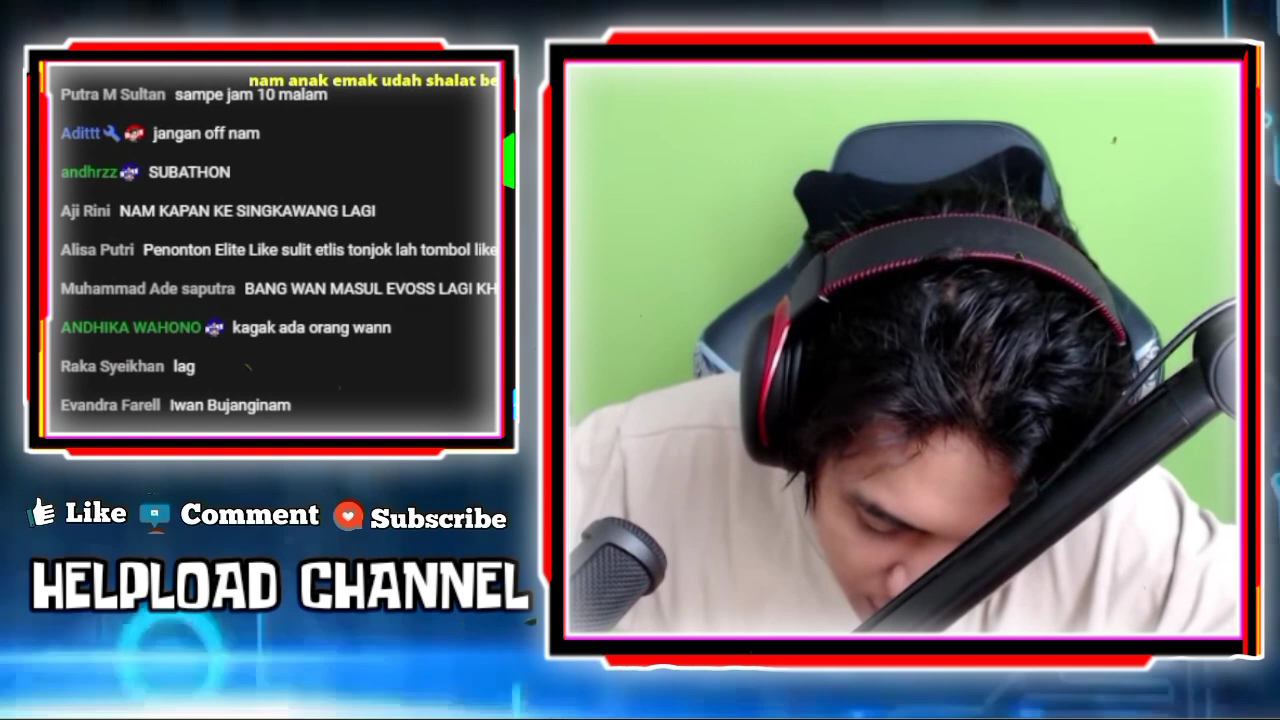 nam anak emak udah shalat be
Putra M Sultan sampe jam 10 malam
Adittt jangan off nam
andhrzz SUBATHON
Aji Rini NAM KAPAN KE SINGKAWANG LAGI
Alisa Putri Penonton Elite Like sulit etlis tonjok lah tombol like
Muhammad Ade saputra BANG WAN MASUL EVOSS LAGI KH
ANDHIKA WAHONO kagak ada orang wann
Raka Syeikhan lag
Evandra Farell Iwan Bujanginam
Like Comment Subscribe
HELPLOAD CHANNEL